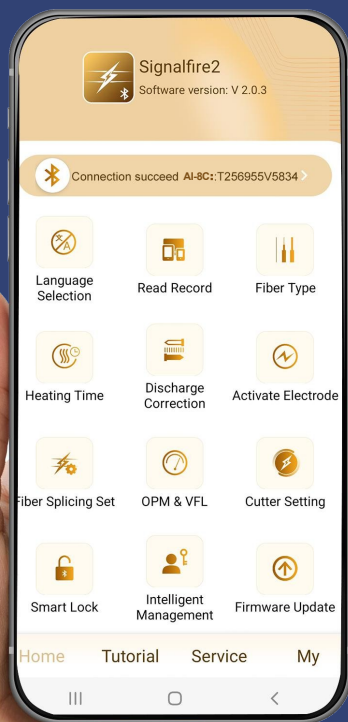 Signalfire2
Software version: V 2.0.3
Connection succeed AI-8C::T256955V5834
Language
Selection
Read Record
Fiber Type
Heating Time
Discharge
Correction
Activate Electrode
Fiber Splicing Set
OPM & VFL
Cutter Setting
Smart Lock
Intelligent
Management
Firmware Update
Home Tutorial Service My